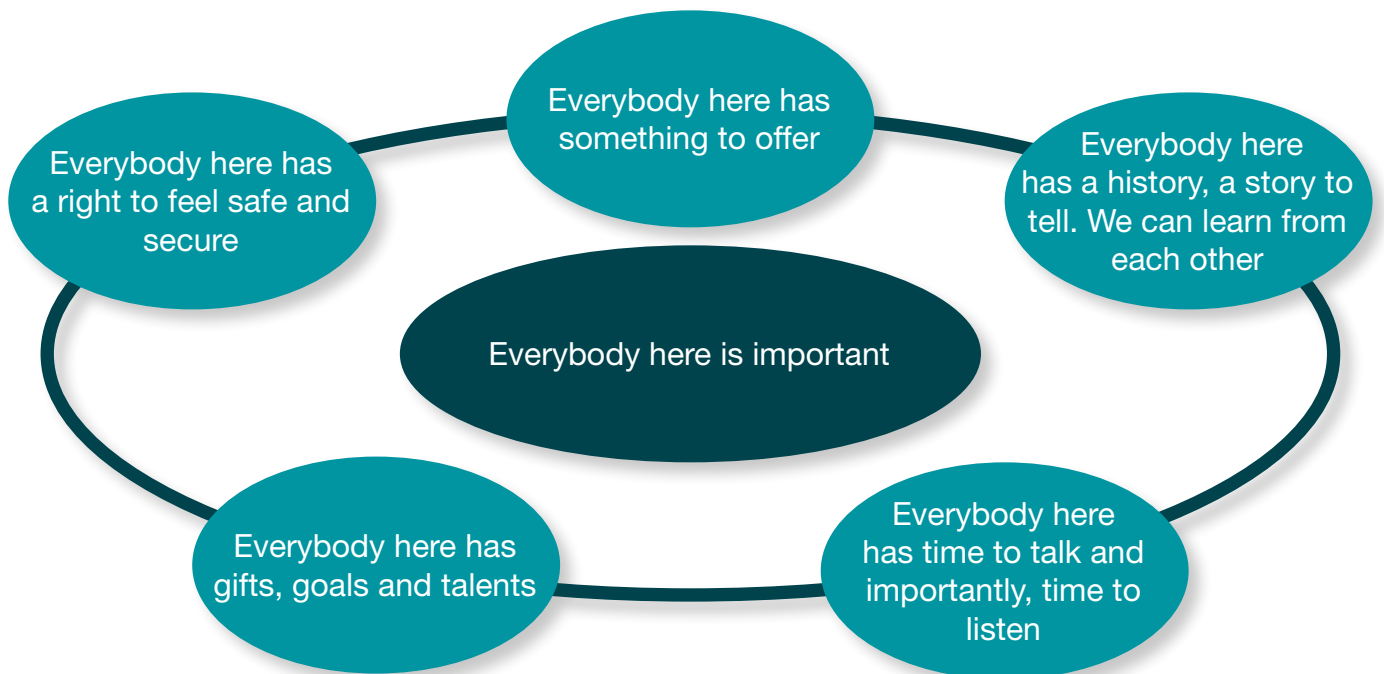 Everybody here has
something to offer
Everybody here has
a right to feel safe and
secure
Everybody here
has a history, a story to
tell. We can learn from
each other
Everybody here is important
Everybody here has
gifts, goals and talents
Everybody here
has time to talk and
importantly, time to
listen